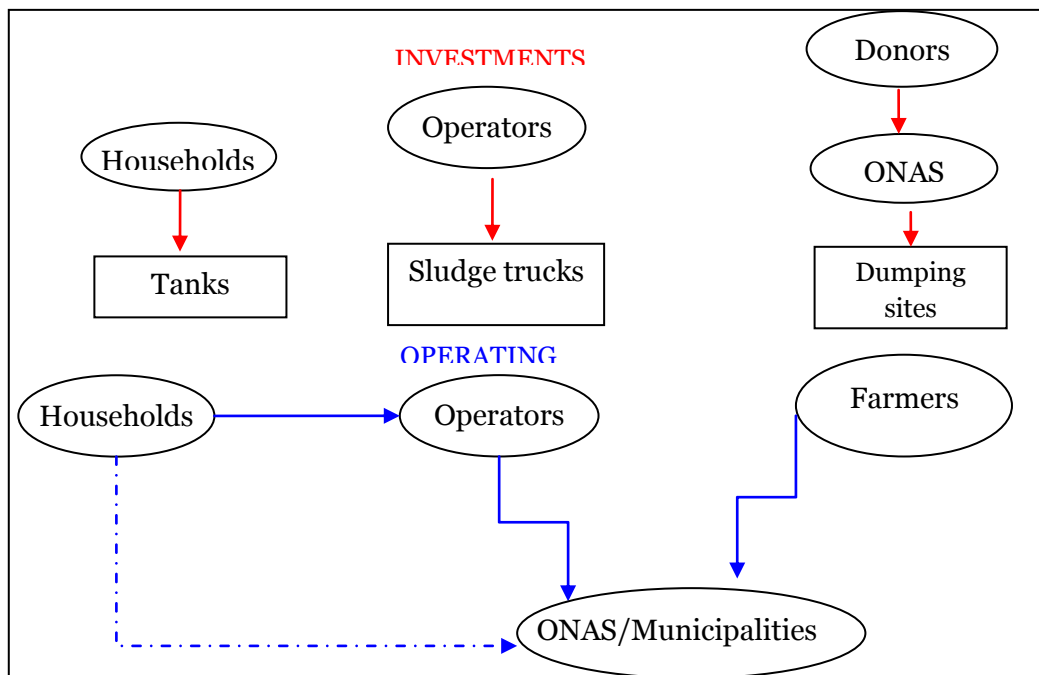 INVESTMENTS
Donors
Operators
Households
ONAS
Tanks
Sludge trucks
Dumping
sites
OPERATING
Households
Operators
Farmers
ONAS/Municipalities